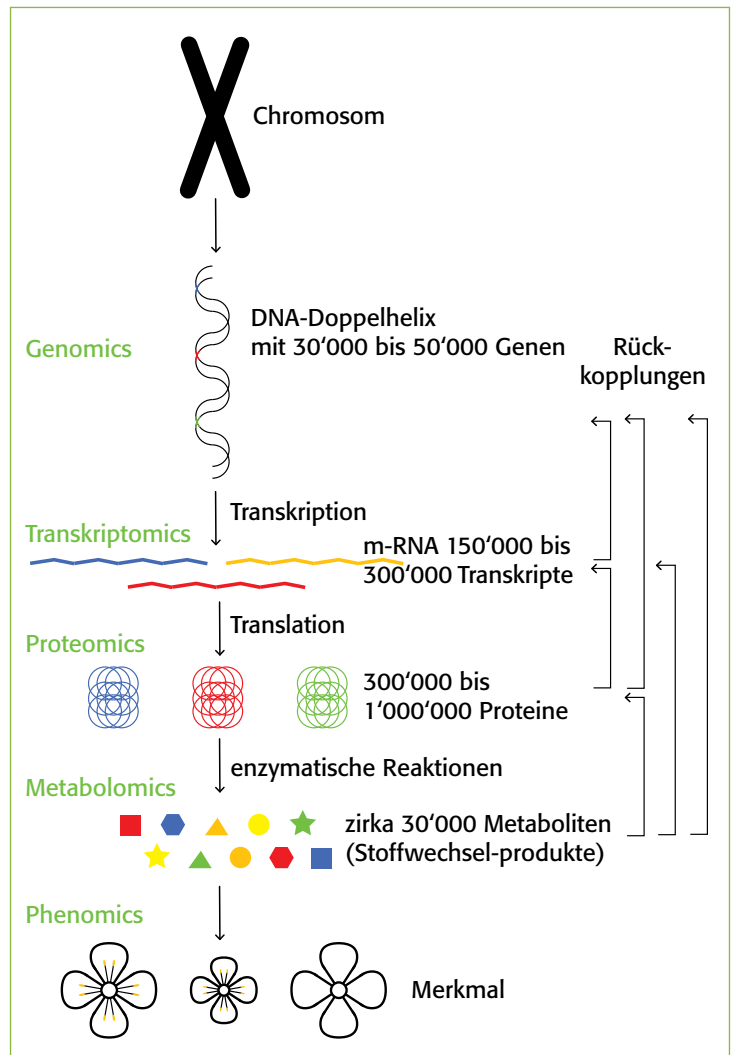 Chromosom
DNA-Doppelhelix
mit 30‘000 bis 50‘000 Genen
Genomics
Rück-
kopplungen
Transkription
Transkriptomics
m-RNA 150‘000 bis
300‘000 Transkripte
Translation
Proteomics
300‘000 bis
1‘000‘000 Proteine
enzymatische Reaktionen
Metabolomics
zirka 30‘000 Metaboliten
(Stoffwechsel-produkte)
Phenomics
Merkmal